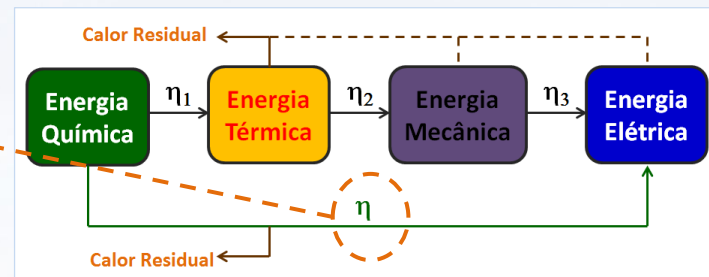 Calor Residual
Energia
Química
η1
Energia
Térmica
η2
Energia
Mecânica
η3
Energia
Elétrica
η
Calor Residual